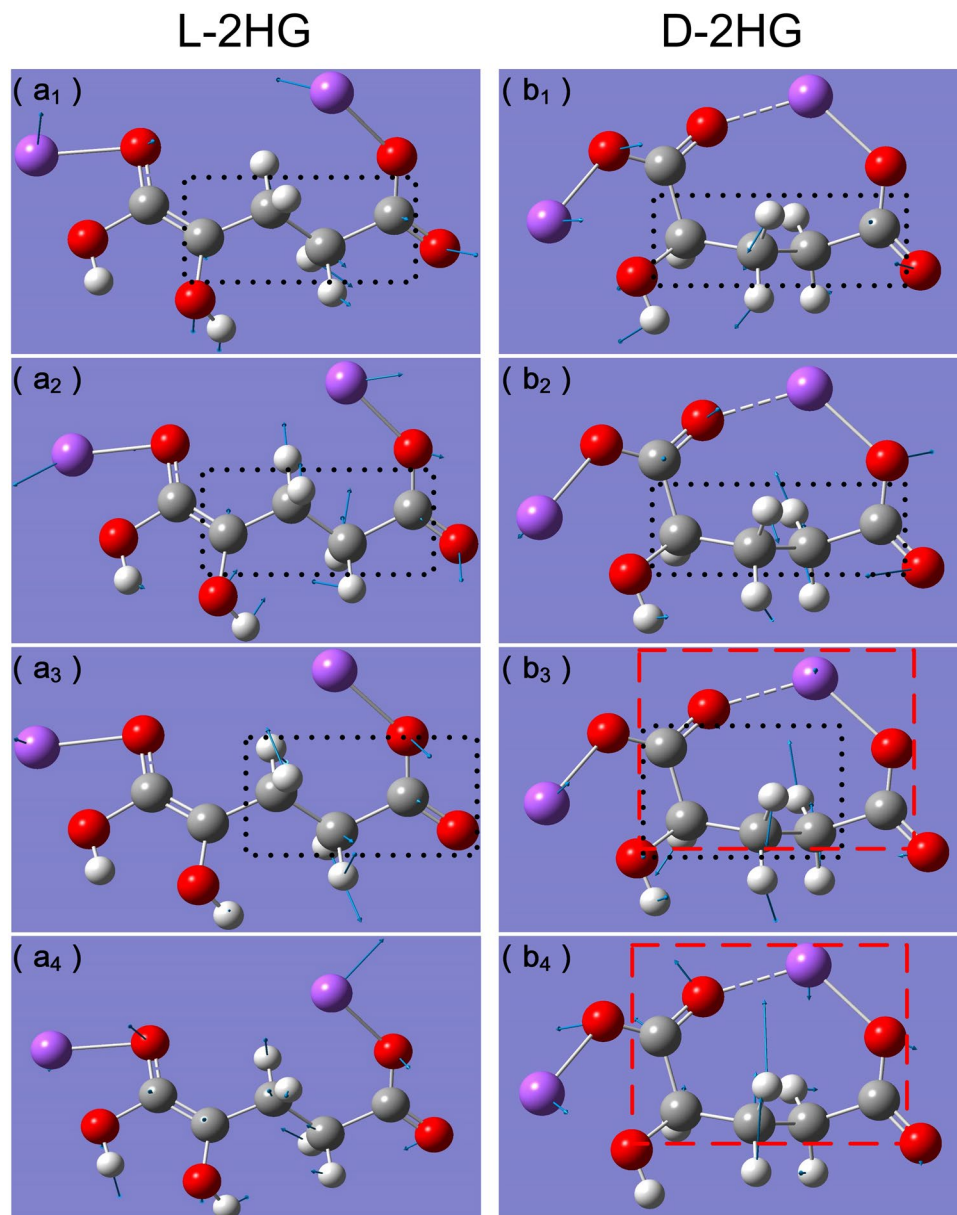 L-2HG D-2HG
( a₁ ) ( b₁ )
( a₂ ) ( b₂ )
( a₃ ) ( b₃ )
( a₄ ) ( b₄ )